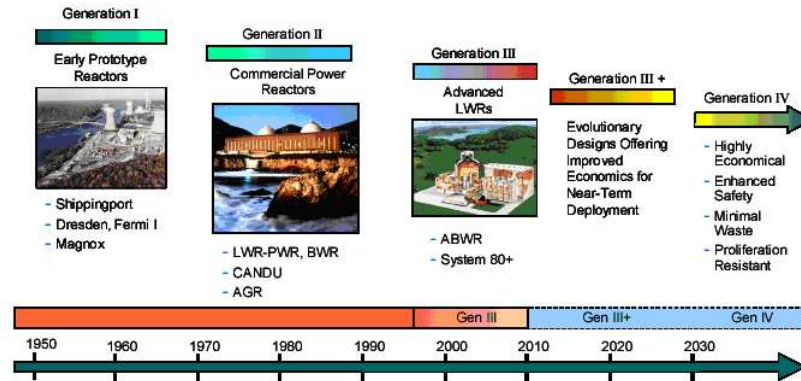 Generation I
Early Prototype
Reactors
- Shippingport
- Dresden, Fermi I
- Magnox
Generation II
Commercial Power
Reactors
- LWR-PWR, BWR
- CANDU
- AGR
Generation III
Advanced
LWRs
- ABWR
- System 80+
Generation III +
Evolutionary
Designs Offering
Improved
Economics for
Near-Term
Deployment
Generation IV
- Highly
Economical
- Enhanced
Safety
- Minimal
Waste
- Proliferation
Resistant
Gen III Gen III+ Gen IV
1950 1960 1970 1980 1990 2000 2010 2020 2030